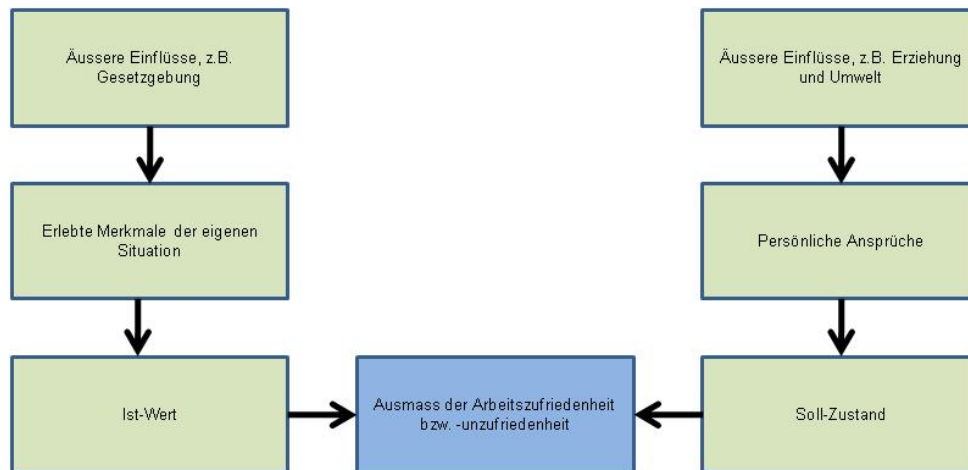 Äussere Einflüsse, z.B.
Gesetzgebung
Äussere Einflüsse, z.B. Erziehung
und Umwelt
Erlebte Merkmale der eigenen
Situation
Persönliche Ansprüche
Ist-Wert
Ausmass der Arbeitszufriedenheit
bzw. -unzufriedenheit
Soll-Zustand